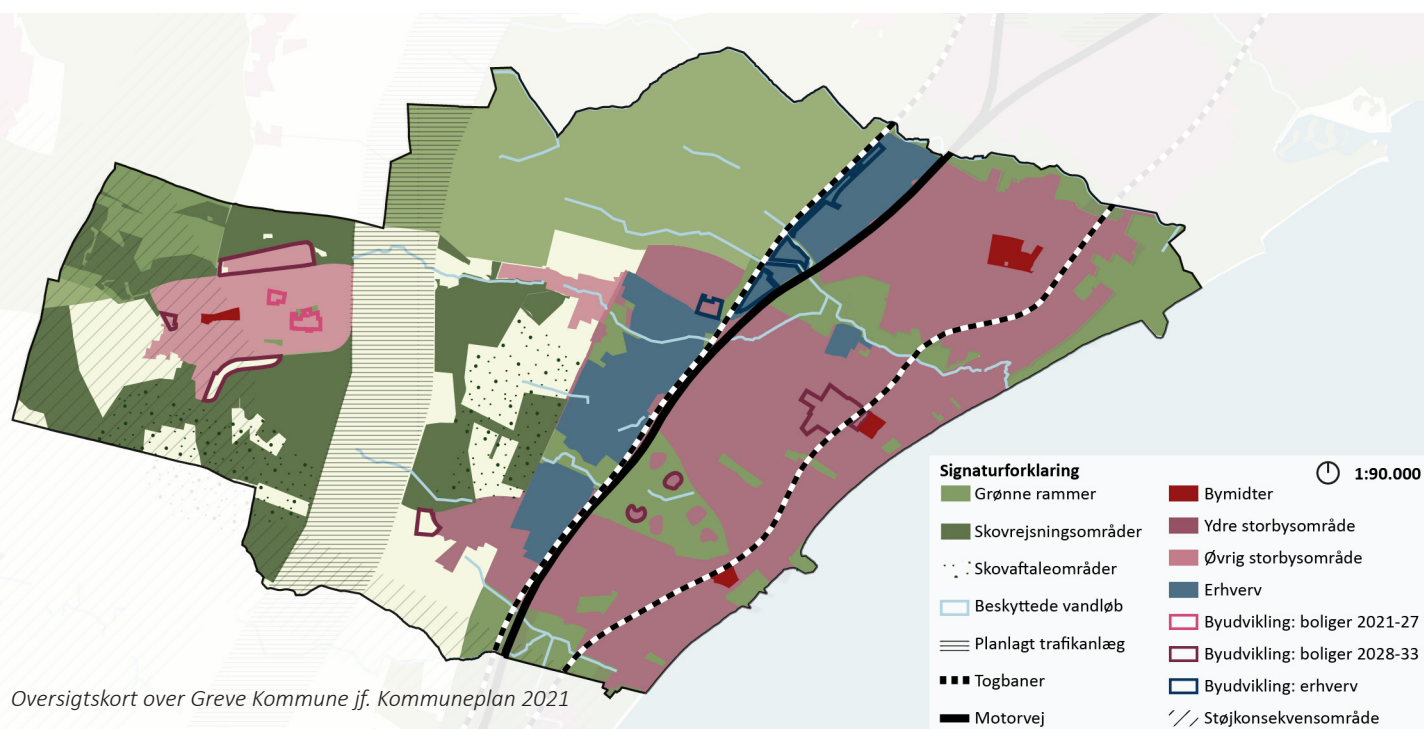 Signaturforklaring
1:90.000
Grønne rammer
Skovrejsningsområder
Skovaftaleområder
Beskyttede vandløb
Planlagt trafikanlæg
Togbaner
Motorvej
Bymidter
Ydre storbysområde
Øvrig storbysområde
Erhverv
Byudvikling: boliger 2021-27
Byudvikling: boliger 2028-33
Byudvikling: erhverv
Støjkonsekvensområde
Oversigtskort over Greve Kommune jf. Kommuneplan 2021